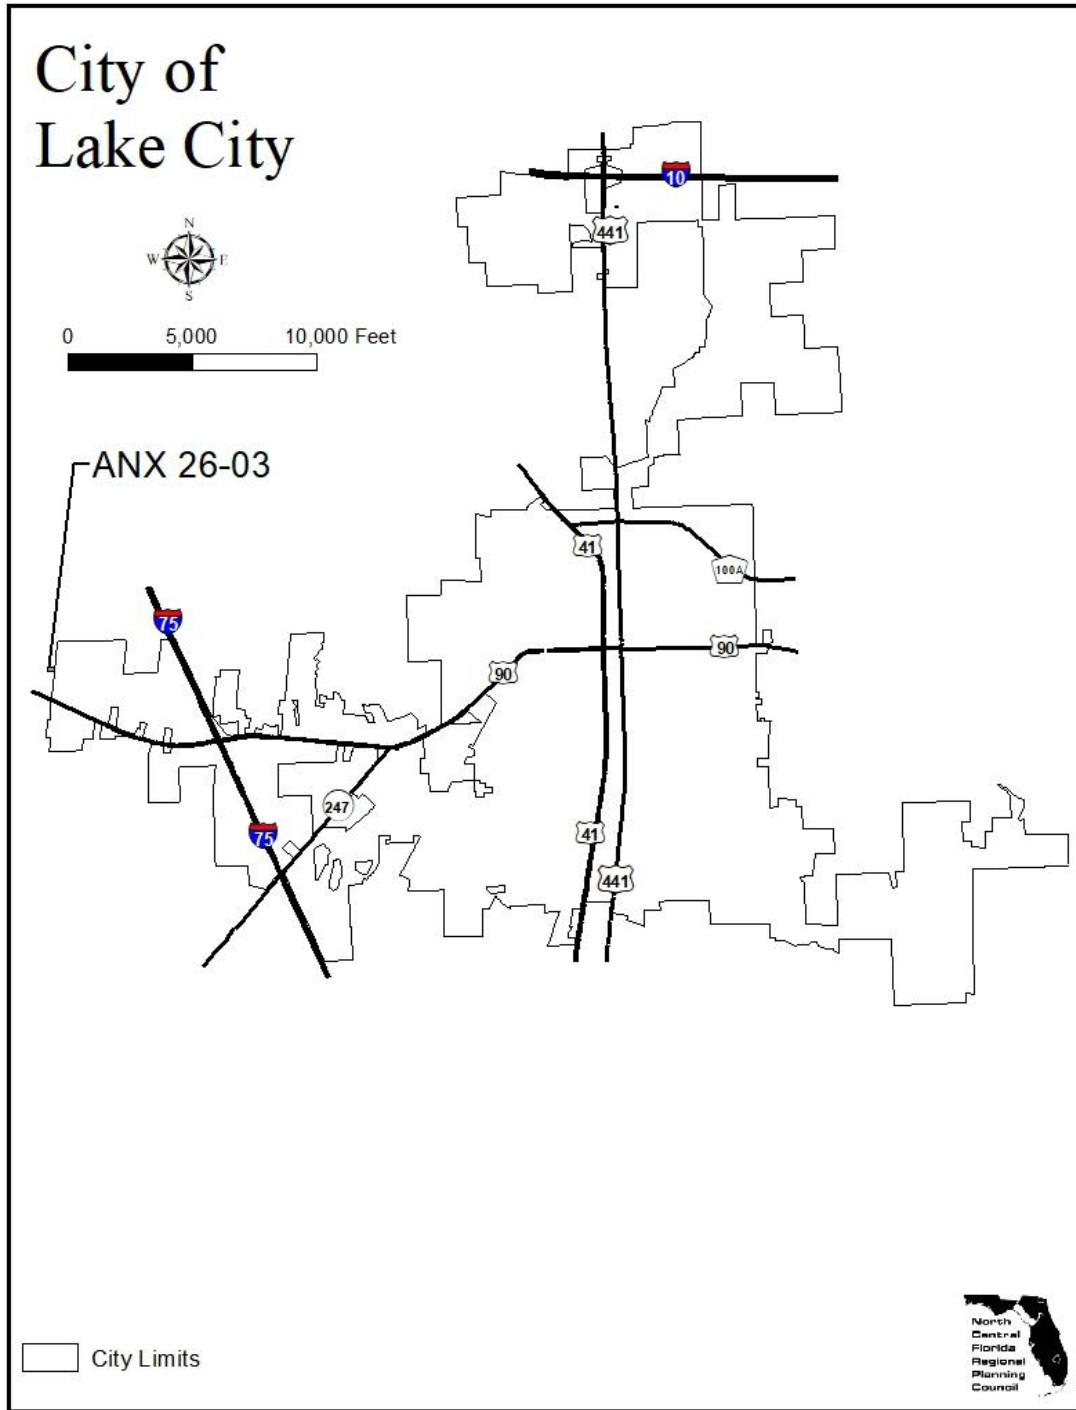 City of
Lake City
N
W E
S
0 5,000 10,000 Feet
10
441
ANX 26-03
41
100A
75
90
90
247
75
41
441
City Limits
North
Central
Florida
Regional
Planning
Council